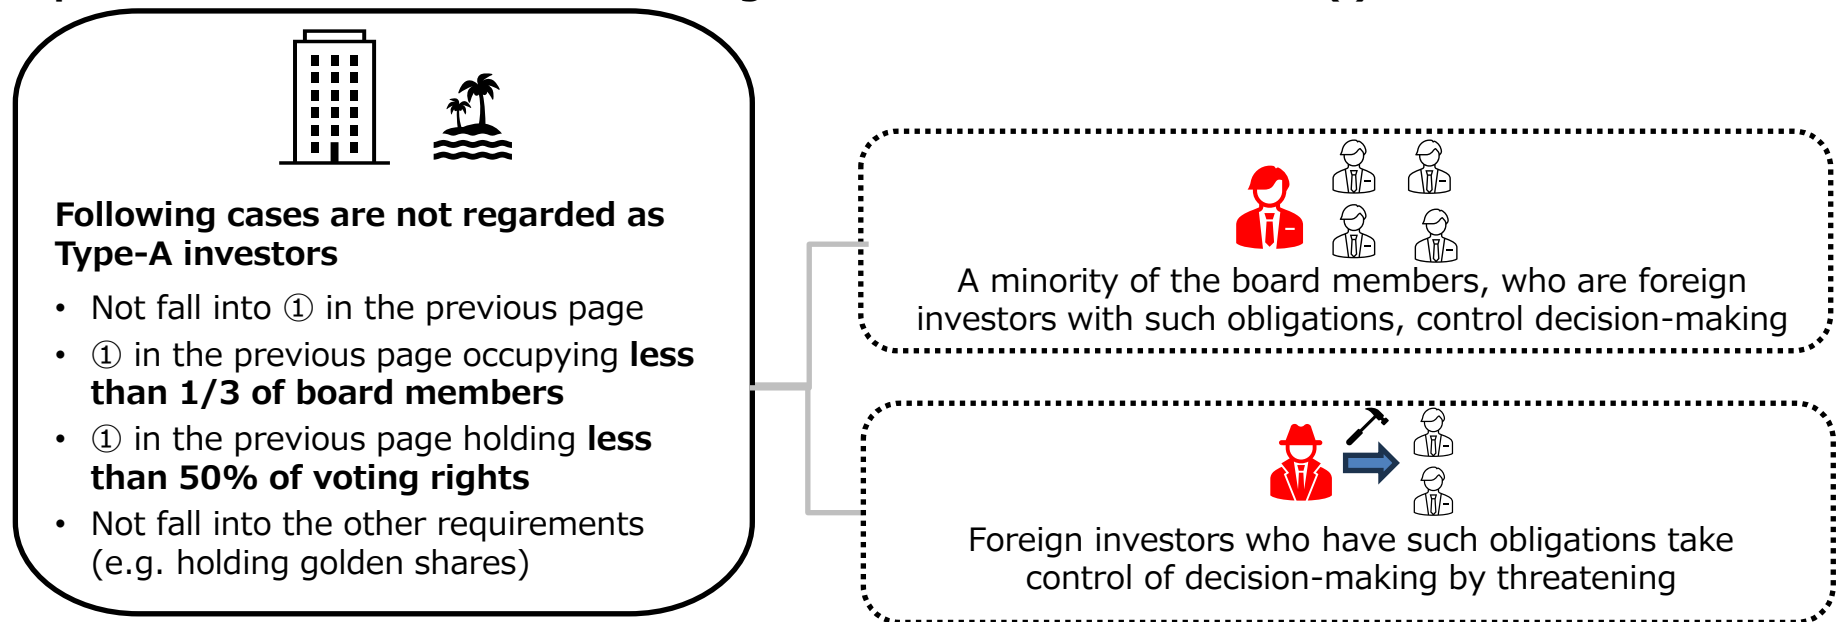 Following cases are not regarded as
Type-A investors
• Not fall into ① in the previous page
• ① in the previous page occupying less
than 1/3 of board members
• ① in the previous page holding less
than 50% of voting rights
• Not fall into the other requirements
(e.g. holding golden shares)
A minority of the board members, who are foreign
investors with such obligations, control decision-making
Foreign investors who have such obligations take
control of decision-making by threatening